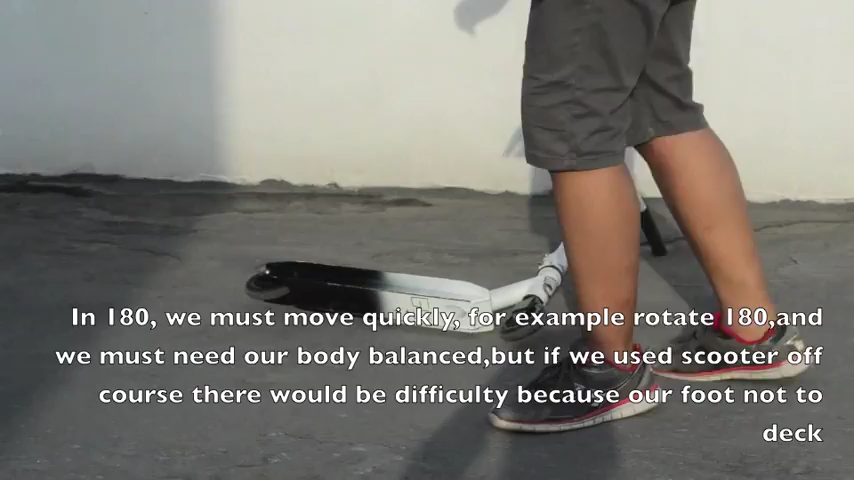 In 180, we must move quickly, for example rotate 180,and
we must need our body balanced,but if we used scooter off
course there would be difficulty because our foot not to
deck